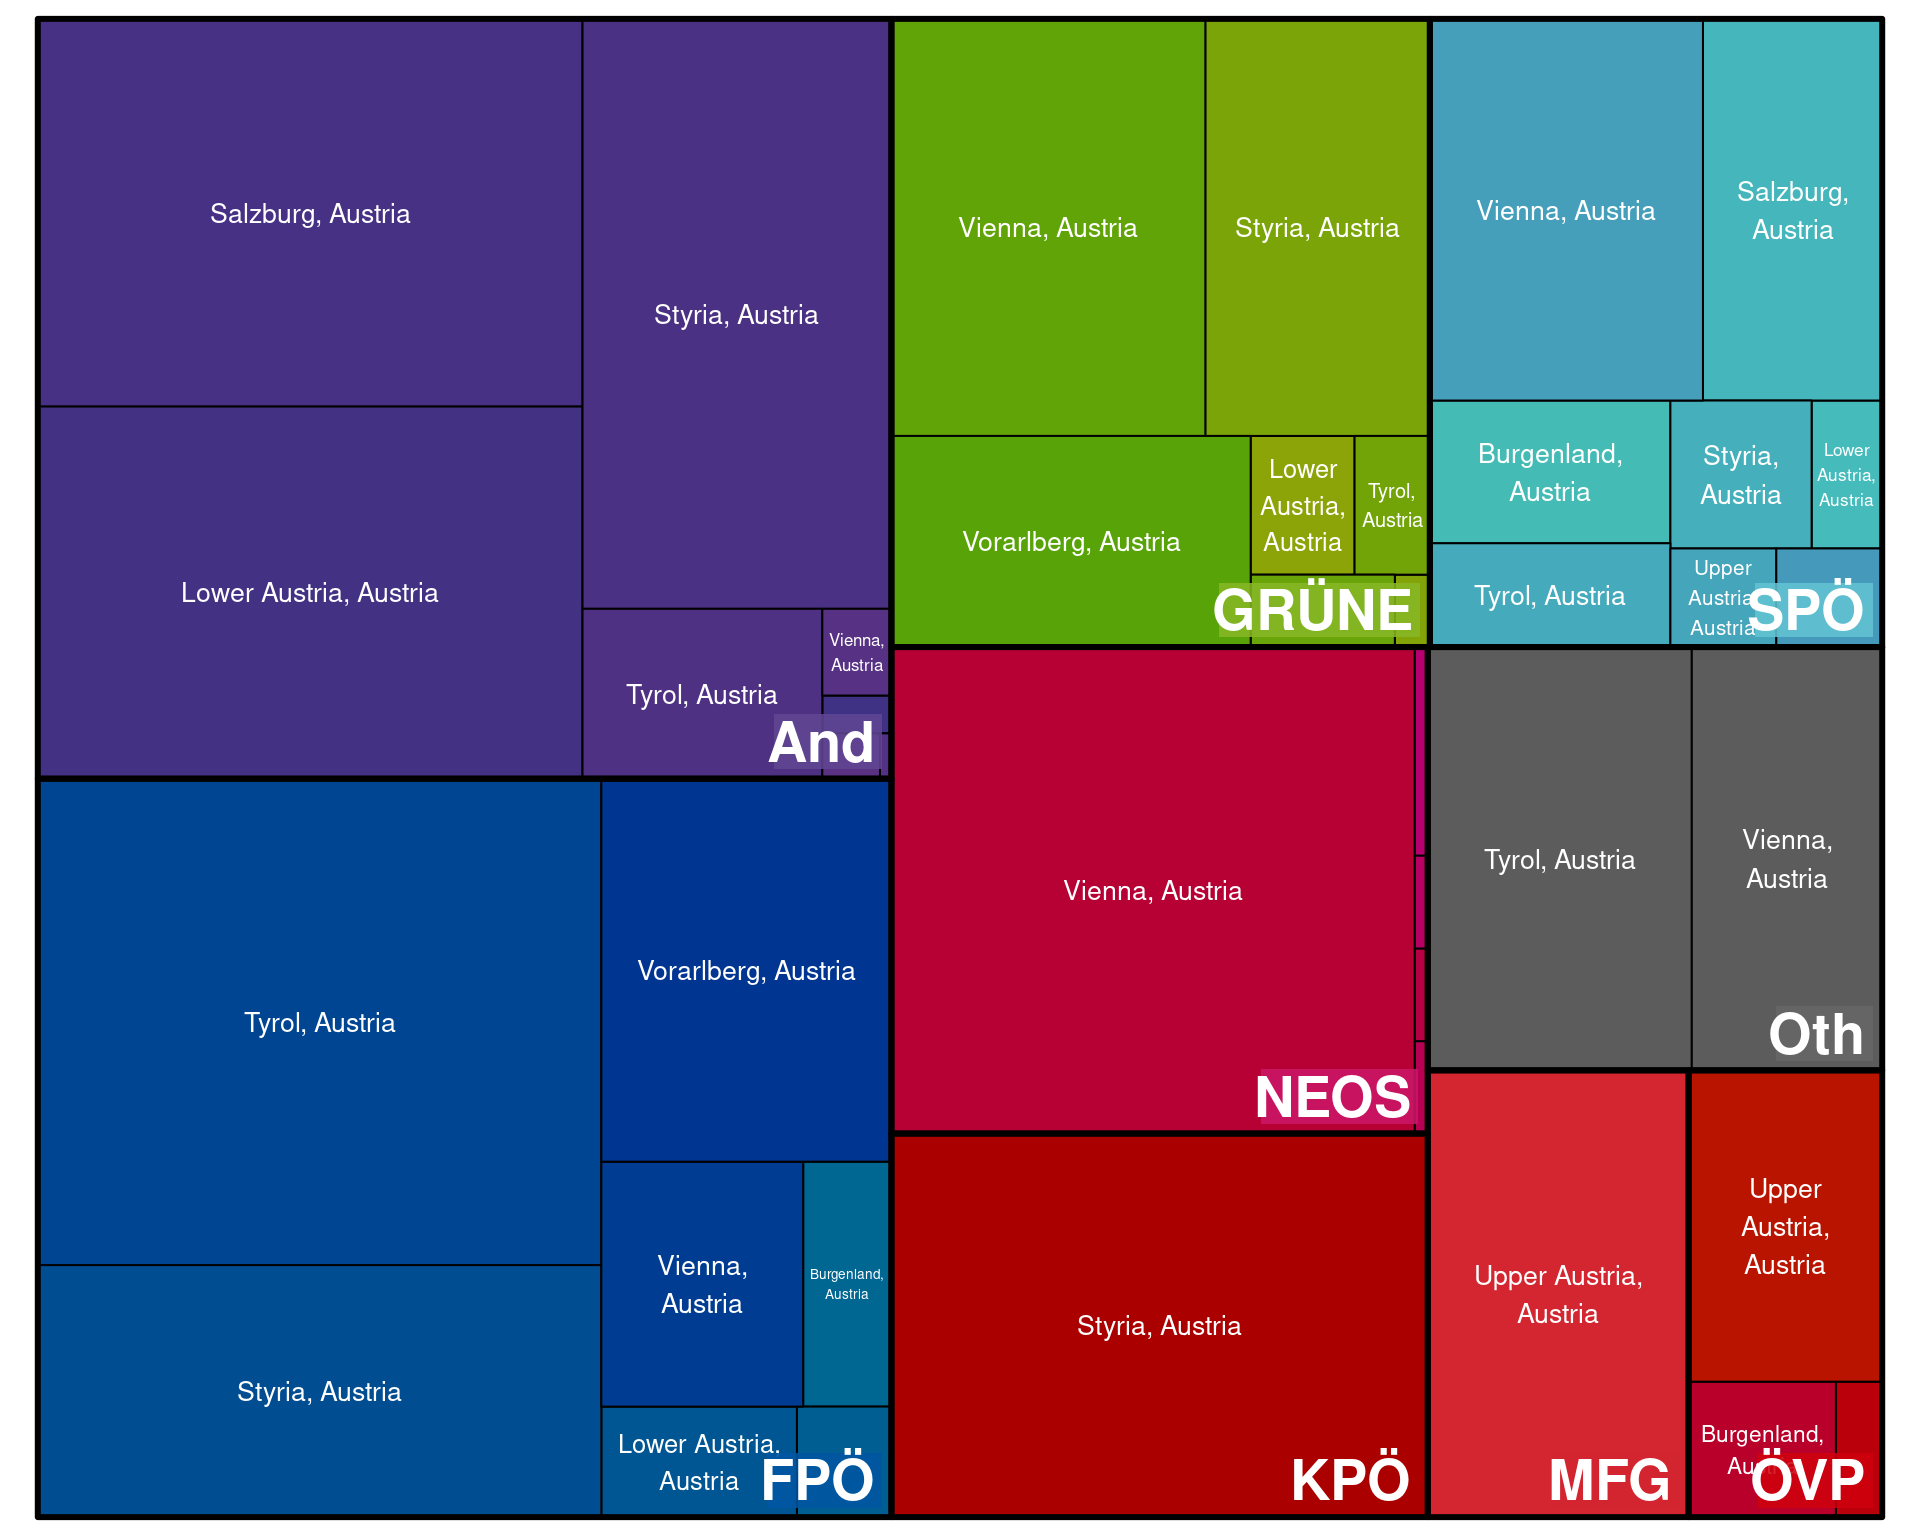 Salzburg, Austria
Styria, Austria
Lower Austria, Austria
Tyrol, Austria
Vienna,
Austria
And
Tyrol, Austria
Vorarlberg, Austria
Styria, Austria
Vienna,
Austria
Burgenland,
Austria
Lower Austria,
Austria
FPÖ
Vienna, Austria
Styria, Austria
Vorarlberg, Austria
Lower
Austria,
Austria
Tyrol,
Austria
GRÜNE
Vienna, Austria
NEOS
Styria, Austria
KPÖ
Vienna, Austria
Salzburg,
Austria
Burgenland,
Austria
Styria,
Austria
Lower
Austria,
Austria
Tyrol, Austria
Upper
Austria,
Austria
SPÖ
Tyrol, Austria
Vienna,
Austria
Oth
Upper Austria,
Austria
MFG
Upper
Austria,
Austria
Burgenland,
Austria
ÖVP